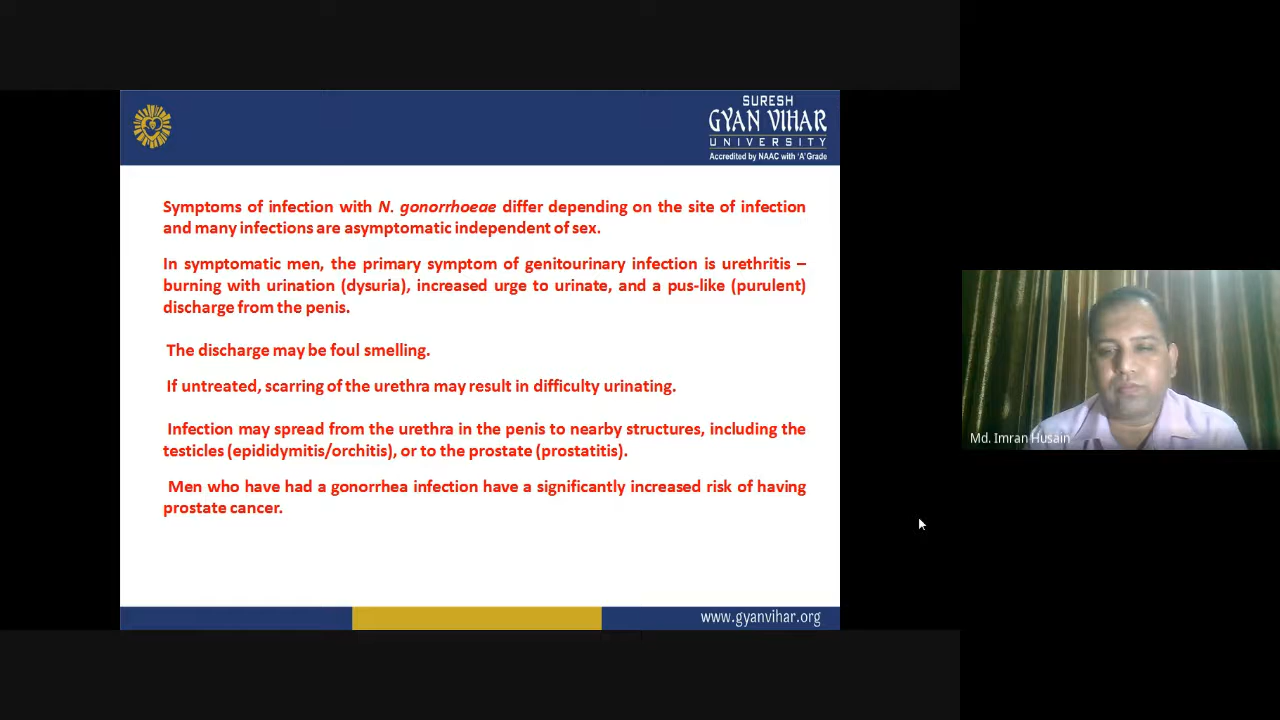 SURESH
GYAN VIHAR
UNIVERSITY
Accredited by NAAC with 'A' Grade
Symptoms of infection with N. gonorrhoeae differ depending on the site of infection
and many infections are asymptomatic independent of sex.
In symptomatic men, the primary symptom of genitourinary infection is urethritis –
burning with urination (dysuria), increased urge to urinate, and a pus-like (purulent)
discharge from the penis.
The discharge may be foul smelling.
If untreated, scarring of the urethra may result in difficulty urinating.
Infection may spread from the urethra in the penis to nearby structures, including the
testicles (epididymitis/orchitis), or to the prostate (prostatitis).
Men who have had a gonorrhea infection have a significantly increased risk of having
prostate cancer.
www.gyanvihar.org
Md. Imran Husain